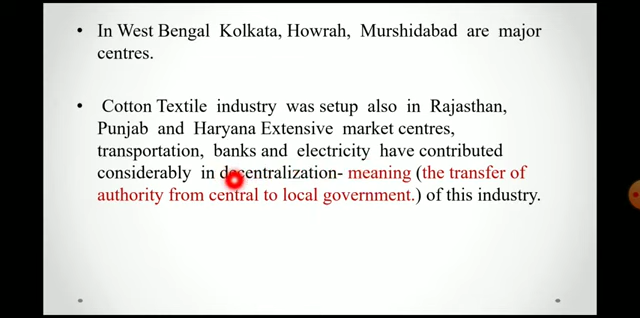 • In West Bengal Kolkata, Howrah, Murshidabad are major
centres.
• Cotton Textile industry was setup also in Rajasthan,
Punjab and Haryana Extensive market centres,
transportation, banks and electricity have contributed
considerably in decentralization- meaning (the transfer of
authority from central to local government.) of this industry.